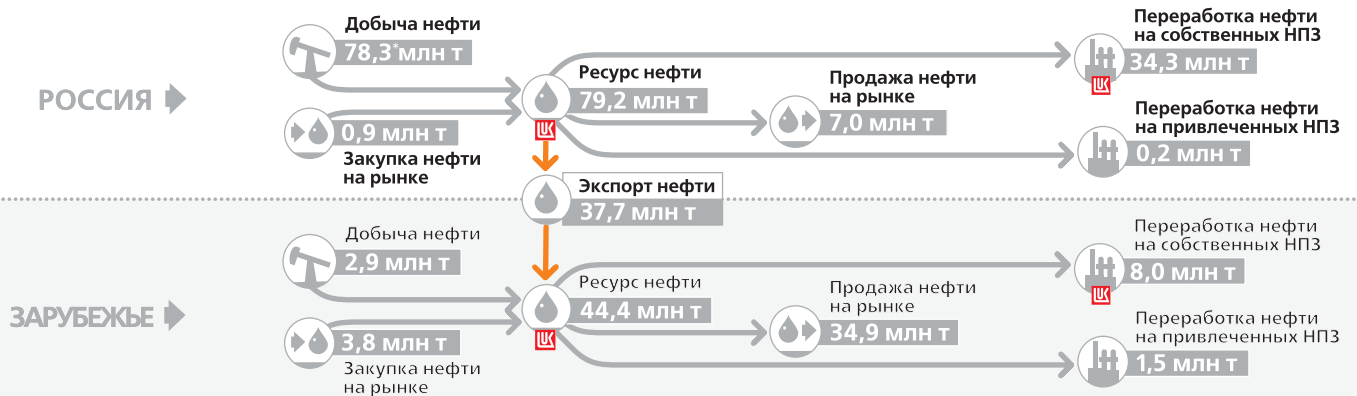 РОССИЯ
Добыча нефти
78,3*млн т
0,9 млн т
Закупка нефти
на рынке
Ресурс нефти
79,2 млн т
ЛУК
Продажа нефти
на рынке
7,0 млн т
Переработка нефти
на собственных НПЗ
34,3 млн т
ЛУК
Переработка нефти
на привлеченных НПЗ
0,2 млн т
Экспорт нефти
37,7 млн т
ЗАРУБЕЖЬЕ
Добыча нефти
2,9 млн т
3,8 млн т
Закупка нефти
на рынке
Ресурс нефти
44,4 млн т
ЛУК
Продажа нефти
на рынке
34,9 млн т
Переработка нефти
на собственных НПЗ
8,0 млн т
ЛУК
Переработка нефти
на привлеченных НПЗ
1,5 млн т